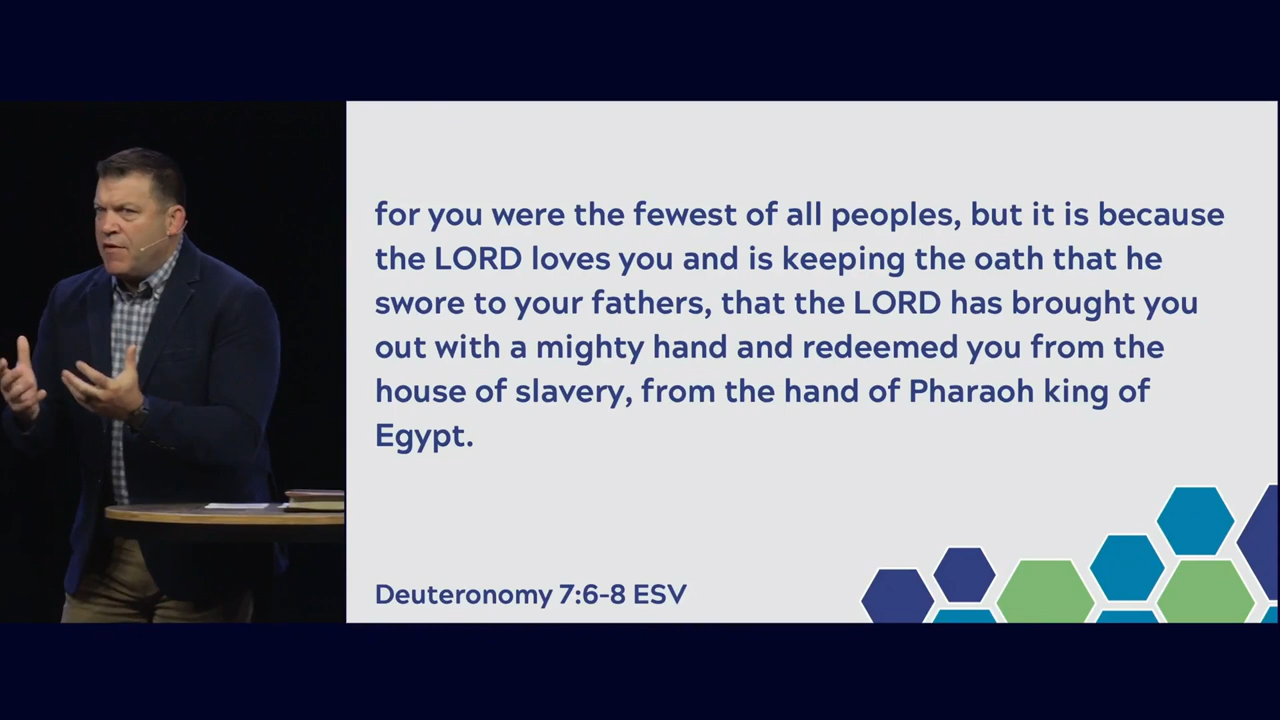 for you were the fewest of all peoples, but it is because
the LORD loves you and is keeping the oath that he
swore to your fathers, that the LORD has brought you
out with a mighty hand and redeemed you from the
house of slavery, from the hand of Pharaoh king of
Egypt.
Deuteronomy 7:6-8 ESV